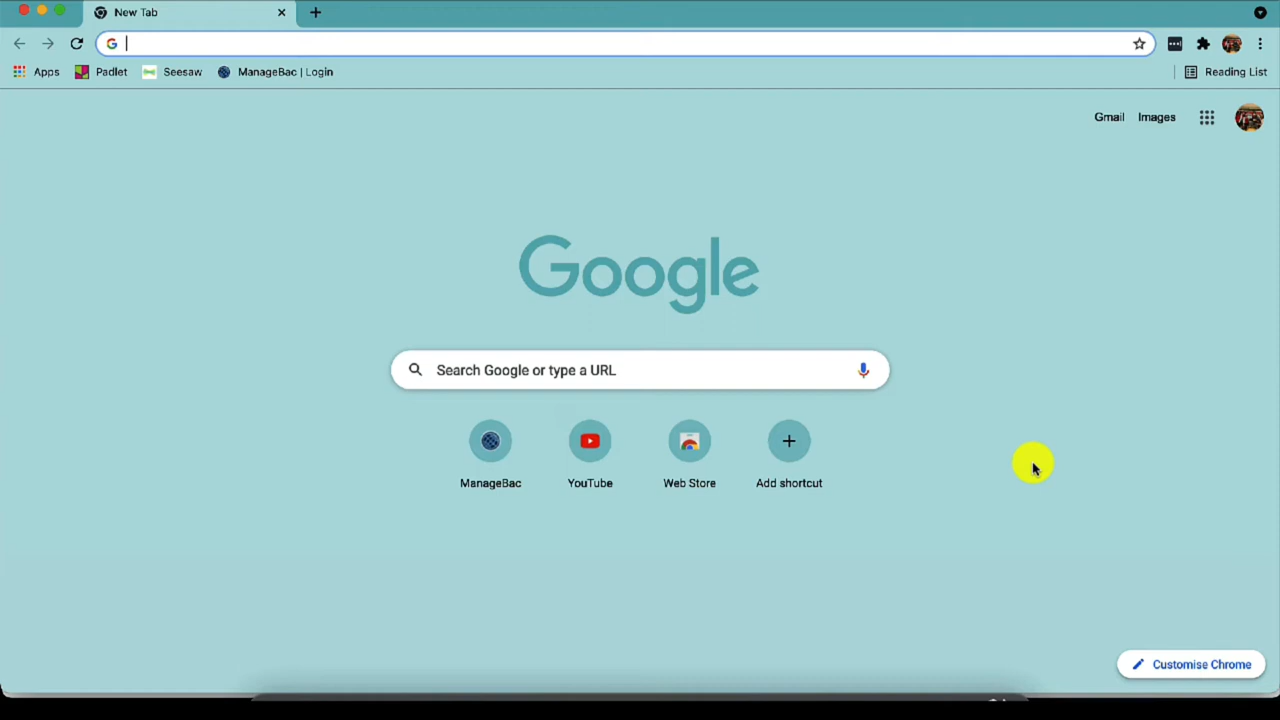 New Tab
Apps Padlet Seesaw ManageBac | Login Reading List
Gmail Images
Google
Search Google or type a URL
ManageBac YouTube Web Store Add shortcut
Customise Chrome